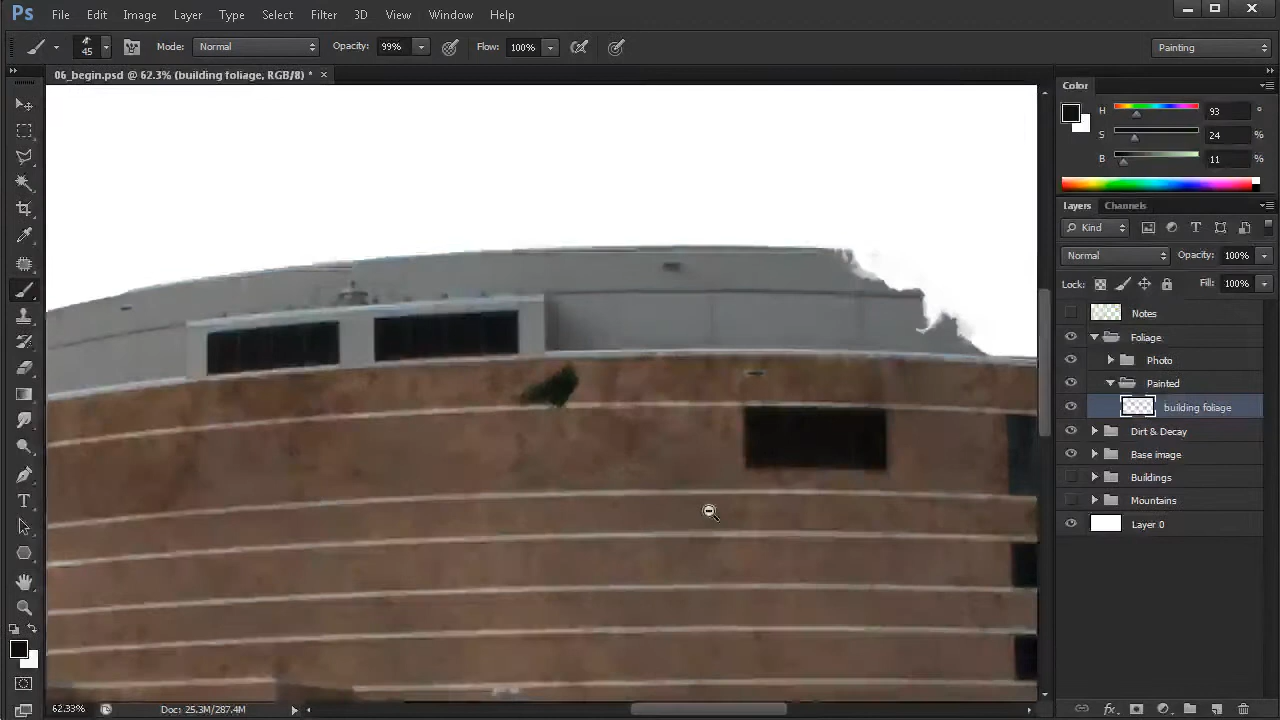 Ps File Edit Image Layer Type Select Filter 3D View Window Help
45 Mode: Normal Opacity: 99% Flow: 100% Painting
06_begin.psd @ 62.3% (building foliage, RGB/8) * ×
Color
H 93 °
S 24 %
B 11 %
Layers Channels
Kind
Normal Opacity: 100%
Lock: Fill: 100%
Notes
Foliage
Photo
Painted
building foliage
Dirt & Decay
Base image
Buildings
Mountains
Layer 0
62.33% Doc: 25.3M/287.4M